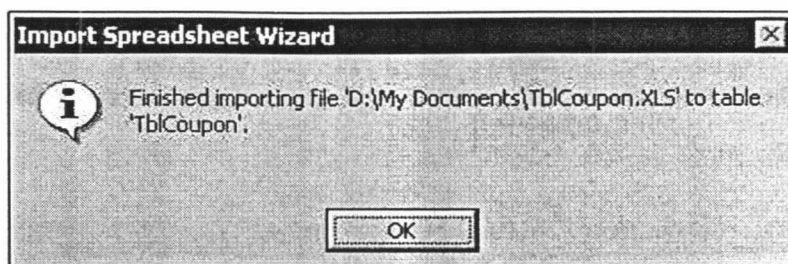 Import Spreadsheet Wizard
Finished importing file 'D:\My Documents\TblCoupon.XLS' to table
'TblCoupon'.
OK